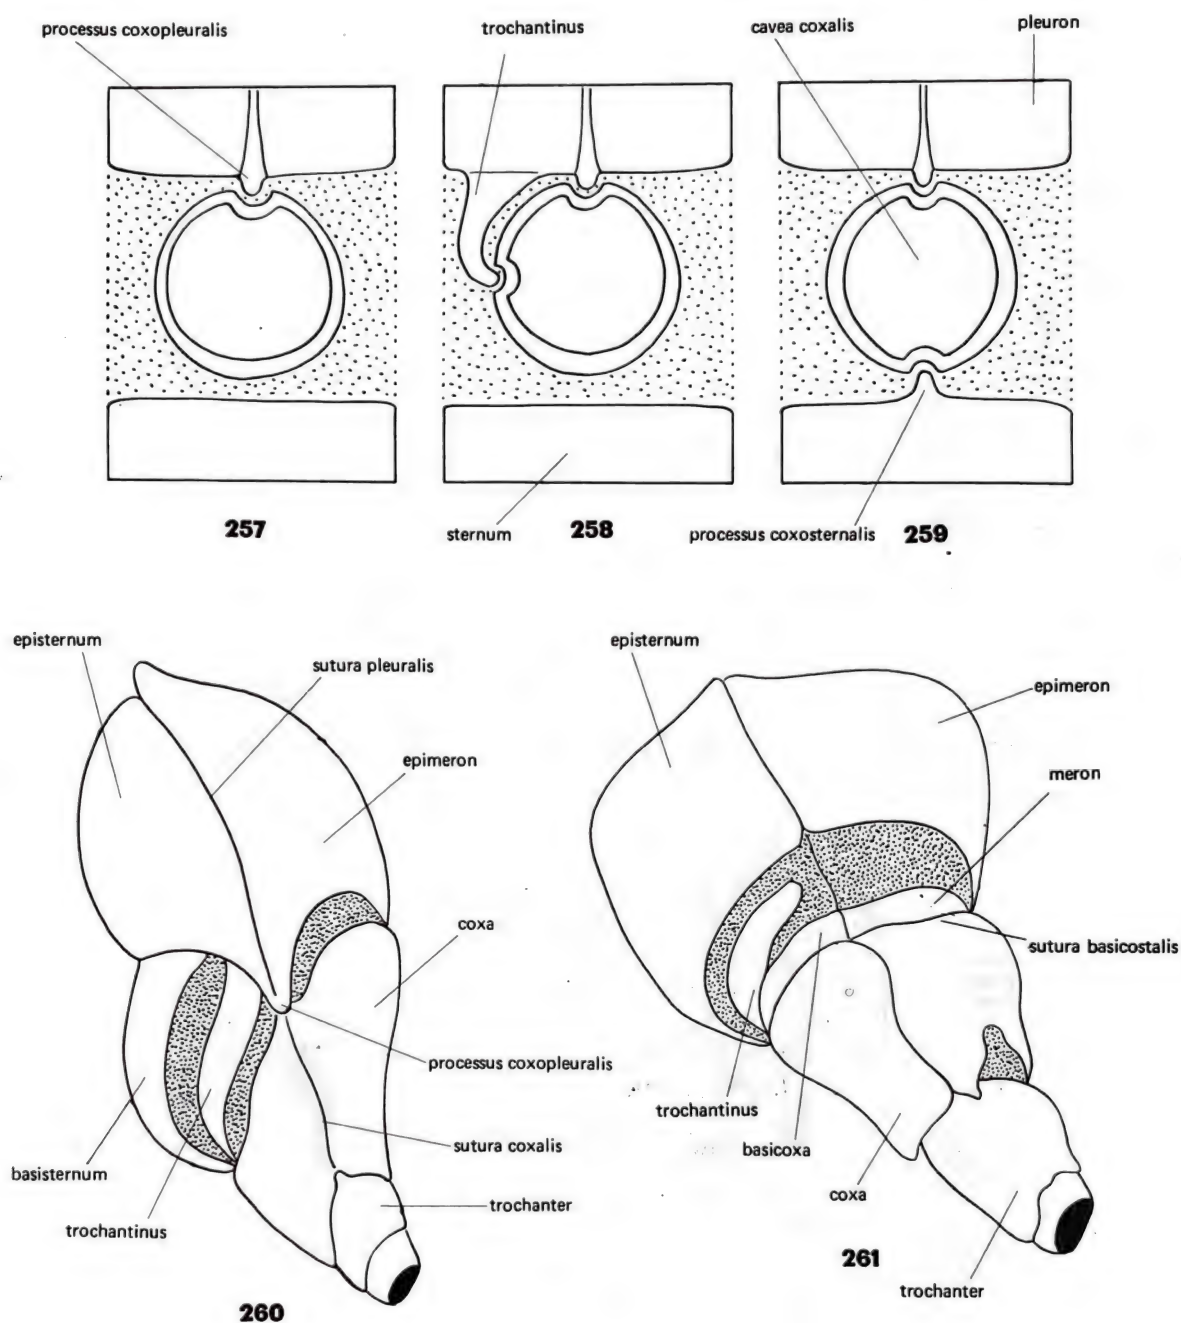 processus coxopleuralis
trochantinus
cavea coxalis
pleuron
257
sternum
258
processus coxosternalis
259
episternum
sutura pleuralis
epimeron
coxa
processus coxopleuralis
sutura coxalis
basisternum
trochanter
trochantinus
260
episternum
epimeron
meron
sutura basicostalis
trochantinus
basicoxa
coxa
261
trochanter